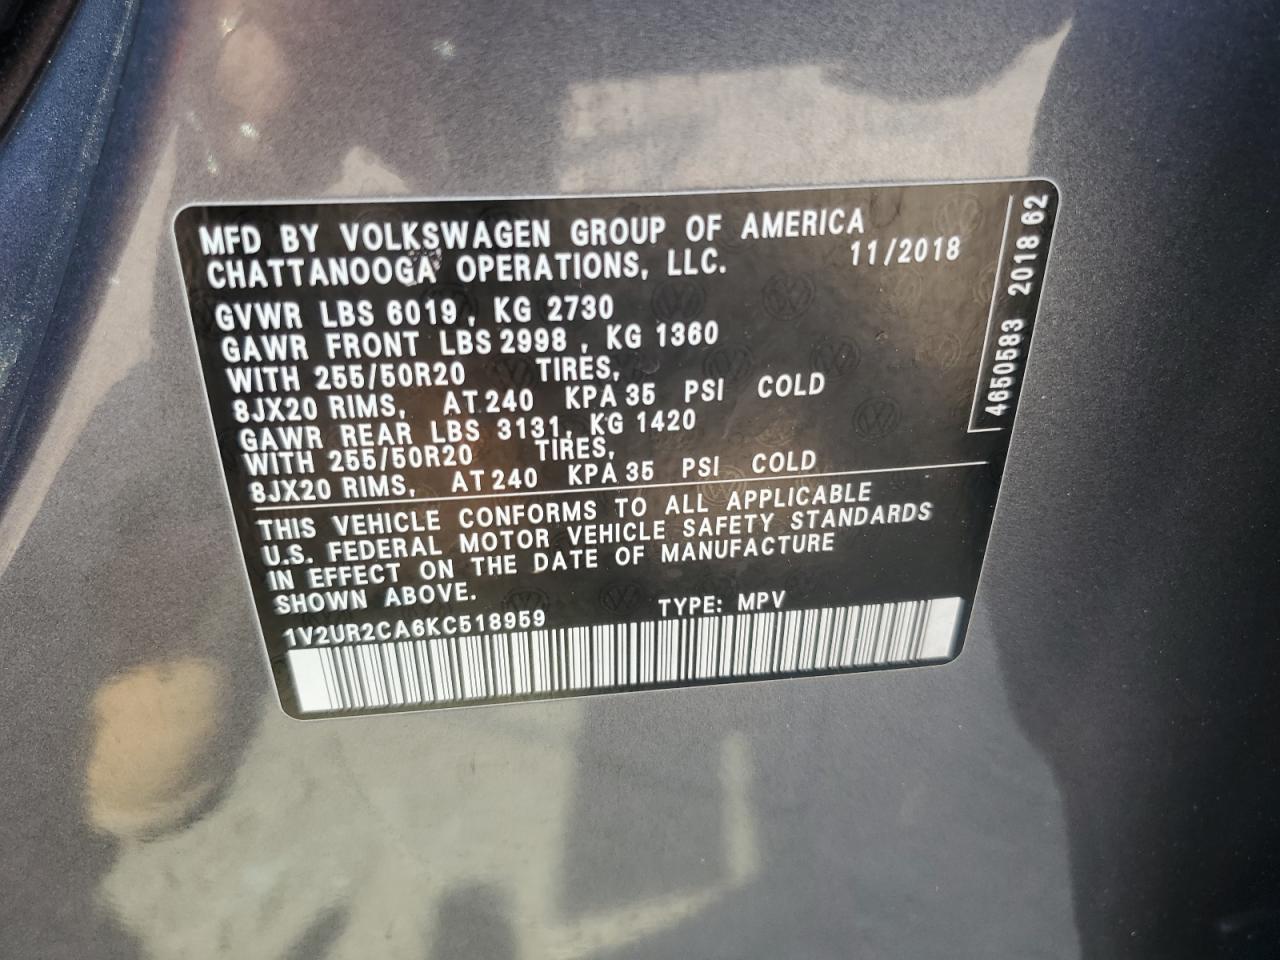 MFD BY VOLKSWAGEN GROUP OF AMERICA
CHATTANOOGA OPERATIONS, LLC. 11/2018
GVWR LBS 6019, KG 2730
GAWR FRONT LBS 2998, KG 1360
WITH 255/50R20 TIRES,
8JX20 RIMS, AT 240 KPA 35 PSI COLD
GAWR REAR LBS 3131, KG 1420
WITH 255/50R20 TIRES,
8JX20 RIMS, AT 240 KPA 35 PSI COLD
THIS VEHICLE CONFORMS TO ALL APPLICABLE
U.S. FEDERAL MOTOR VEHICLE SAFETY STANDARDS
IN EFFECT ON THE DATE OF MANUFACTURE
SHOWN ABOVE.
1V2UR2CA6KC518959 TYPE: MPV
4650583 2018 62